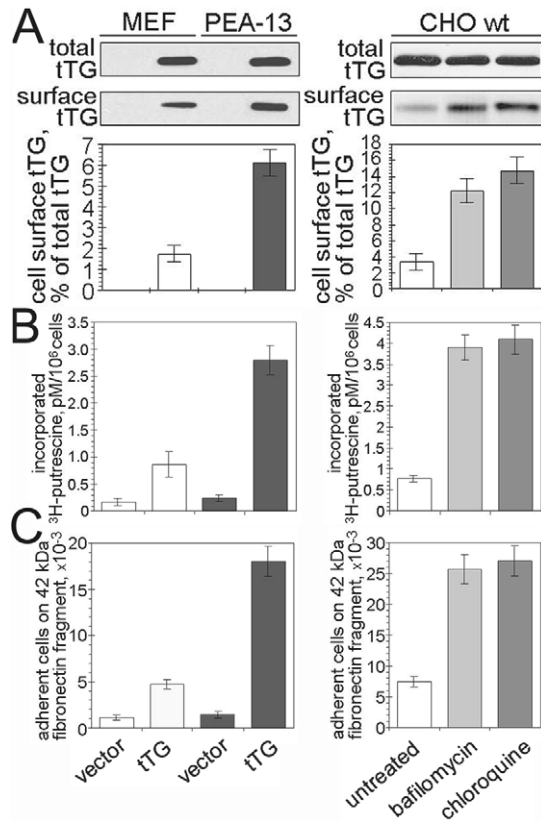 A
MEF PEA-13 CHO wt
total
tTG
total
tTG
surface
tTG
surface
tTG
cell surface tTG,
% of total tTG
7
6
5
4
3
2
1
0
cell surface tTG,
% of total tTG
18
16
14
12
10
8
6
4
2
0
B
incorporated
³H-putrescine, pM/10⁶cells
3.5
3.0
2.5
2.0
1.5
1.0
0.5
0
incorporated
³H-putrescine, pM/10⁶cells
4.5
4
3.5
3
2.5
2
1.5
1
0.5
0
C
adherent cells on 42 kDa
fibronectin fragment, x10⁻³
20
15
10
5
0
adherent cells on 42 kDa
fibronectin fragment, x10⁻³
30
25
20
15
10
5
0
vector tTG vector tTG
untreated bafilomycin chloroquine